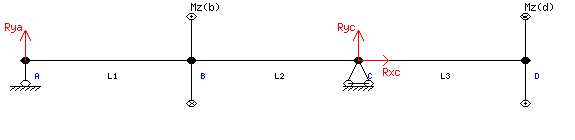 Mz(b) Mz(d)
Rya Ryc
Rxc
A L1 B L2 C L3 D